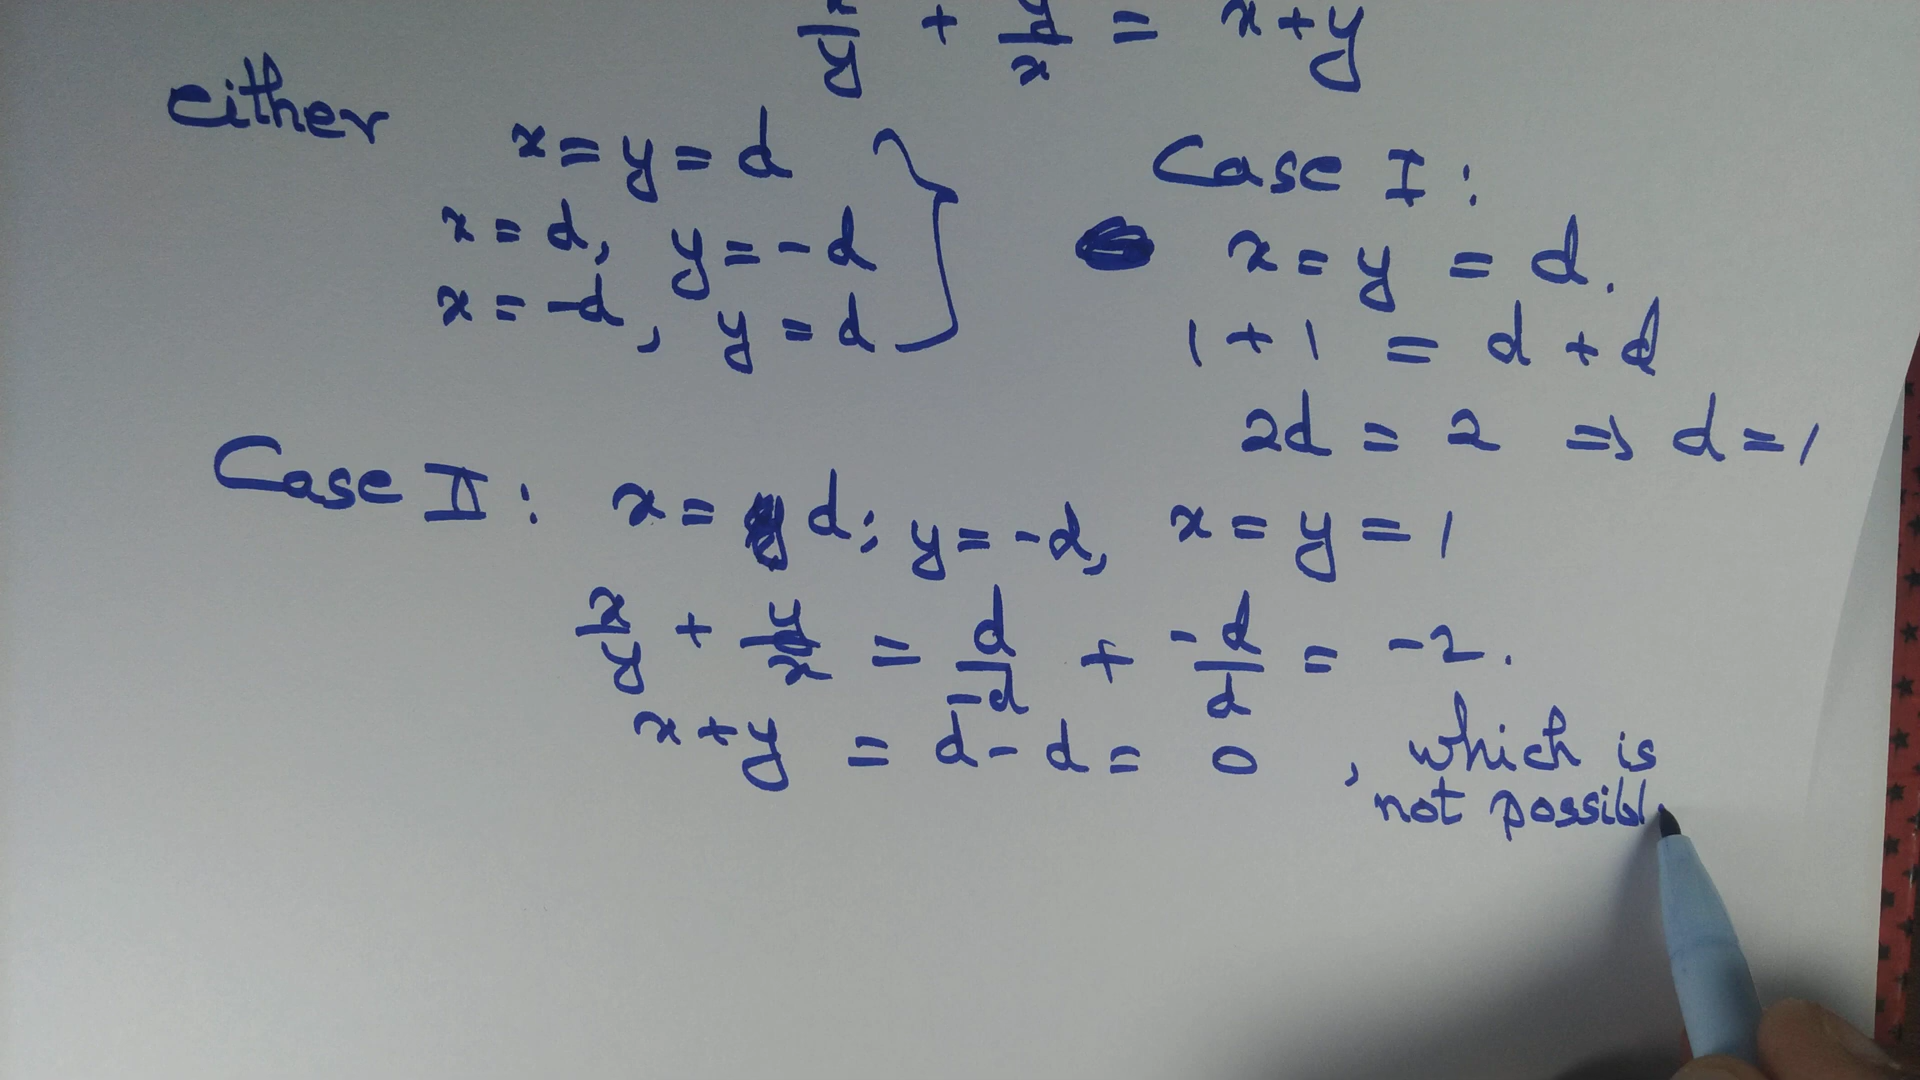 x/y + y/x = x+y
either
x = y = d
x = d, y = -d
x = -d, y = d
Case I :
x = y = d.
1 + 1 = d + d
2d = 2 ⇒ d = 1
x = y = 1
Case II : x = d; y = -d,
x/y + y/x = d/-d + -d/d = -2.
x+y = d - d = 0 , which is
not possibl